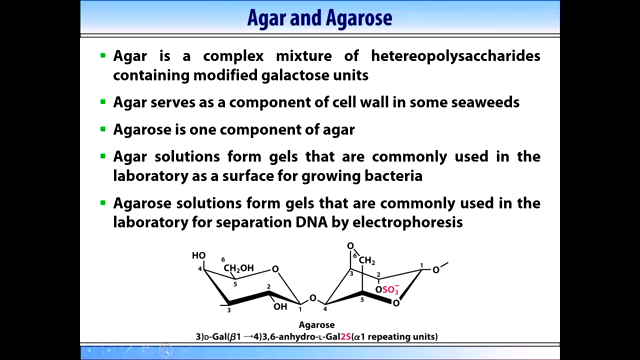 Agar and Agarose
Agar is a complex mixture of hetereopolysaccharides
containing modified galactose units
Agar serves as a component of cell wall in some seaweeds
Agarose is one component of agar
Agar solutions form gels that are commonly used in the
laboratory as a surface for growing bacteria
Agarose solutions form gels that are commonly used in the
laboratory for separation DNA by electrophoresis
HO
6
CH₂OH
4
5
O
3
2
OH
1
O
4
O
6
CH₂
3
2
OSO₃⁻
5
O
1
O
Agarose
3)D-Gal(β1 →4)3,6-anhydro-L-Gal2S(α1 repeating units)